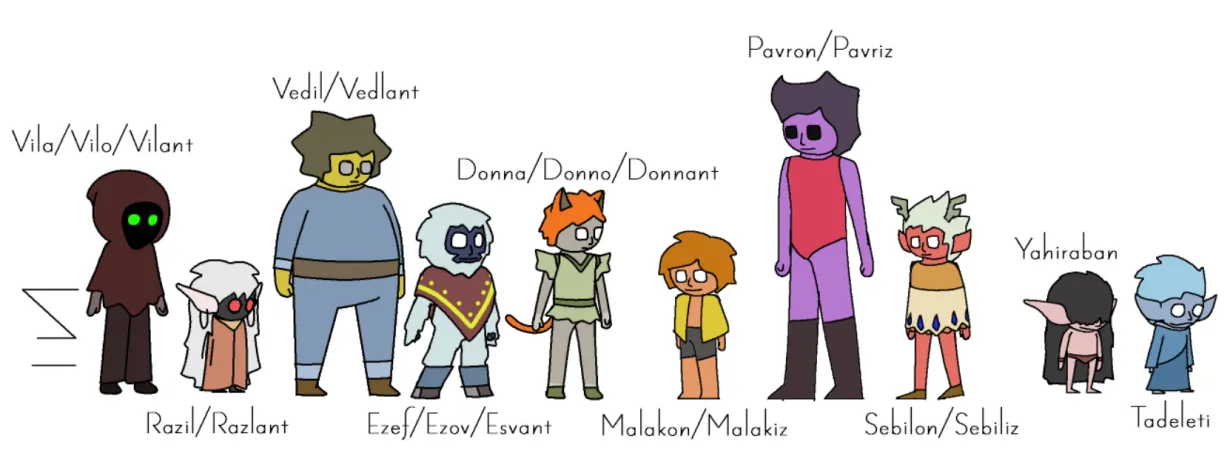 Vila/Vilo/Vilant
Vedil/Vedlant
Donna/Donno/Donnant
Pavron/Pavriz
Yahiraban
Razil/Razlant
Ezef/Ezov/Esvant
Malakon/Malakiz
Sebilon/Sebiliz
Tadeleti